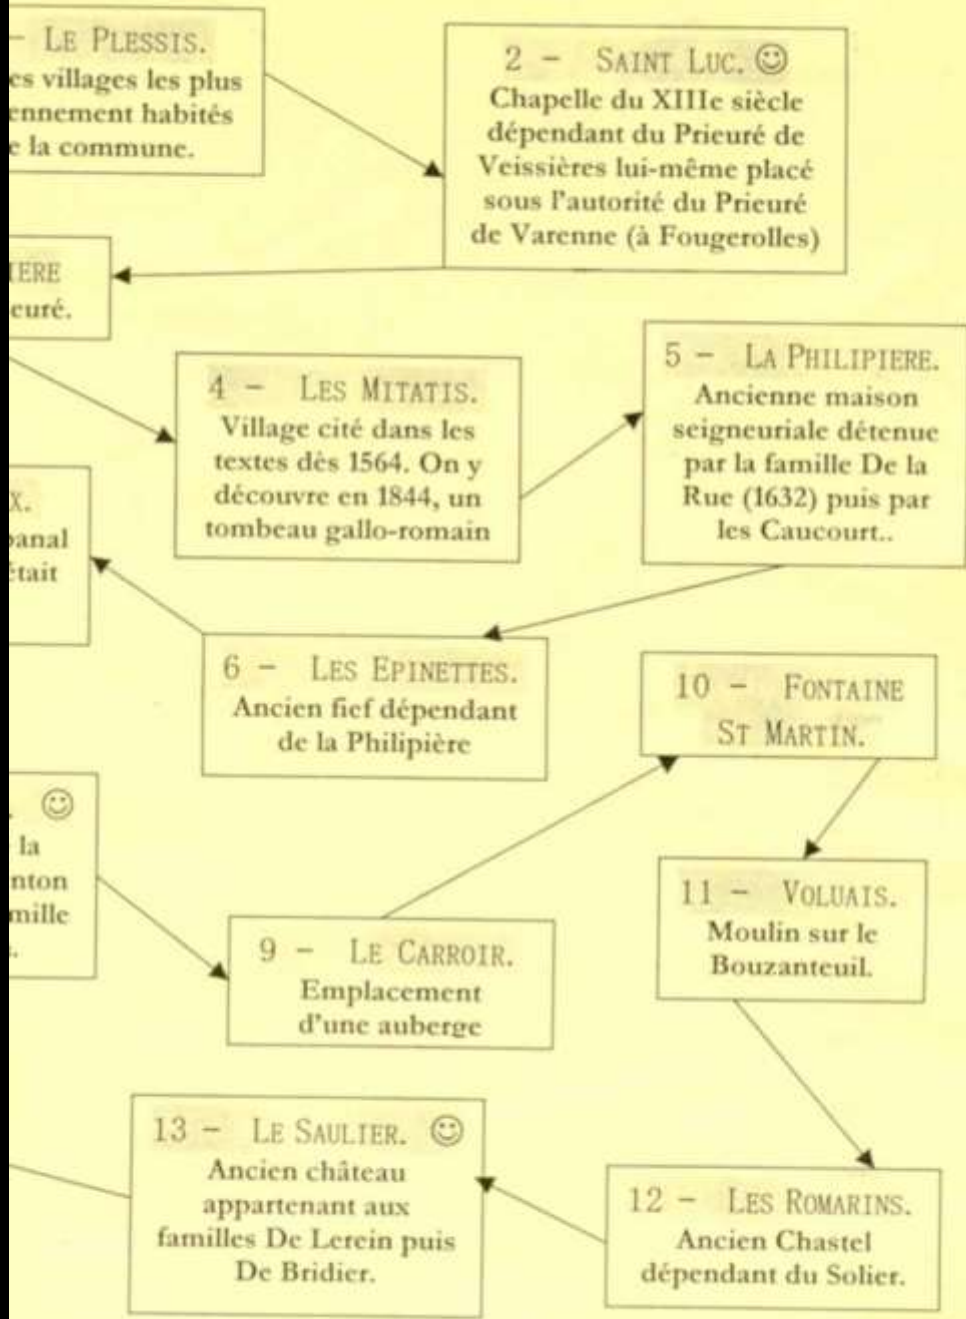 - LE PLESSIS.
es villages les plus
ennement habités
e la commune.
2 - SAINT LUC. ☺
Chapelle du XIIIe siècle
dépendant du Prieuré de
Veissières lui-même placé
sous l'autorité du Prieuré
de Varenne (à Fougerolles)
IERE
euré.
4 - LES MITATIS.
Village cité dans les
textes dès 1564. On y
découvre en 1844, un
tombeau gallo-romain
5 - LA PHILIPIERE.
Ancienne maison
seigneuriale détenue
par la famille De la
Rue (1632) puis par
les Caucourt..
6 - LES EPINETTES.
Ancien fief dépendant
de la Philipière
X.
banal
était
. ☺
la
nton
mille
.
9 - LE CARROIR.
Emplacement
d'une auberge
10 - FONTAINE
ST MARTIN.
11 - VOLUAIS.
Moulin sur le
Bouzanteuil.
12 - LES ROMARINS.
Ancien Chastel
dépendant du Solier.
13 - LE SAULIER. ☺
Ancien château
appartenant aux
familles De Lerein puis
De Bridier.